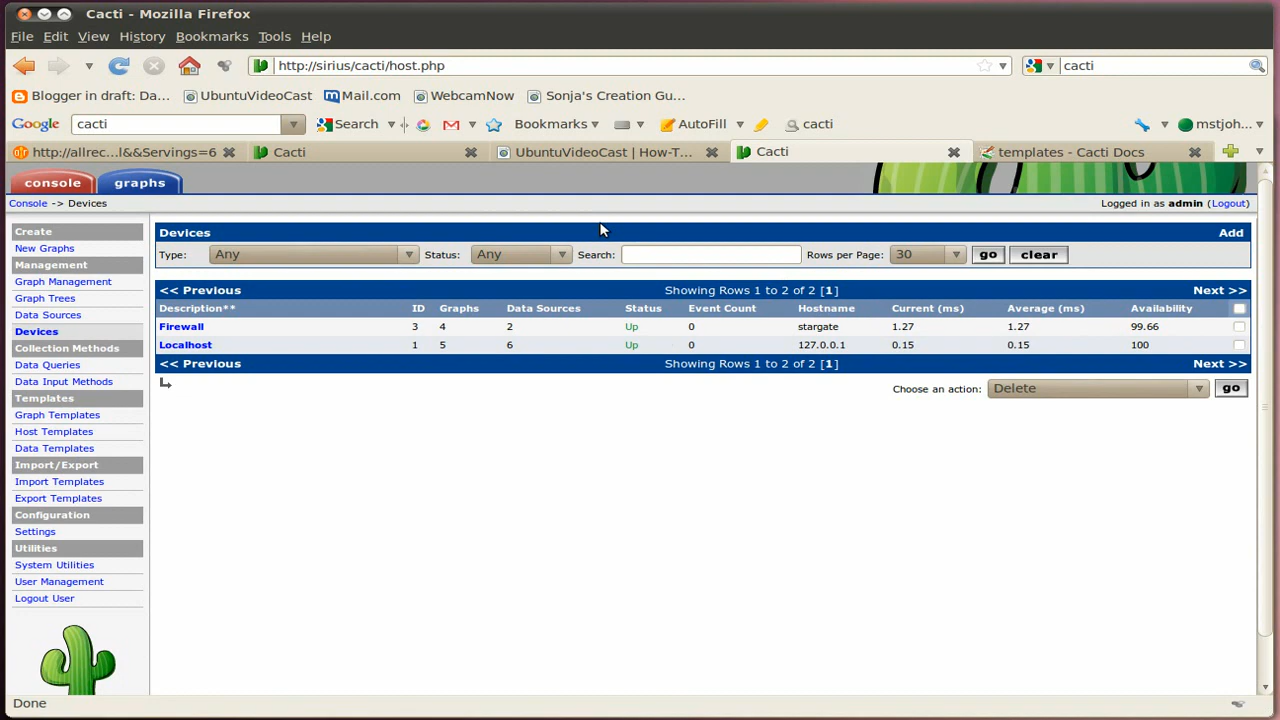 Cacti - Mozilla Firefox
File Edit View History Bookmarks Tools Help
http://sirius/cacti/host.php cacti
Blogger in draft: Da... UbuntuVideoCast Mail.com WebcamNow Sonja's Creation Gu...
Google cacti Search Bookmarks AutoFill cacti mstjoh...
http://allrec...l&&Servings=6 Cacti UbuntuVideoCast | How-T... Cacti templates - Cacti Docs
console graphs
Console -> Devices Logged in as admin (Logout)
Create
New Graphs
Management
Graph Management
Graph Trees
Data Sources
Devices
Collection Methods
Data Queries
Data Input Methods
Templates
Graph Templates
Host Templates
Data Templates
Import/Export
Import Templates
Export Templates
Configuration
Settings
Utilities
System Utilities
User Management
Logout User
Devices Add
Type: Any Status: Any Search: Rows per Page: 30 go clear
<< Previous Showing Rows 1 to 2 of 2 [1] Next >>
Description** ID Graphs Data Sources Status Event Count Hostname Current (ms) Average (ms) Availability
Firewall 3 4 2 Up 0 stargate 1.27 1.27 99.66
Localhost 1 5 6 Up 0 127.0.0.1 0.15 0.15 100
<< Previous Showing Rows 1 to 2 of 2 [1] Next >>
Choose an action: Delete go
Done